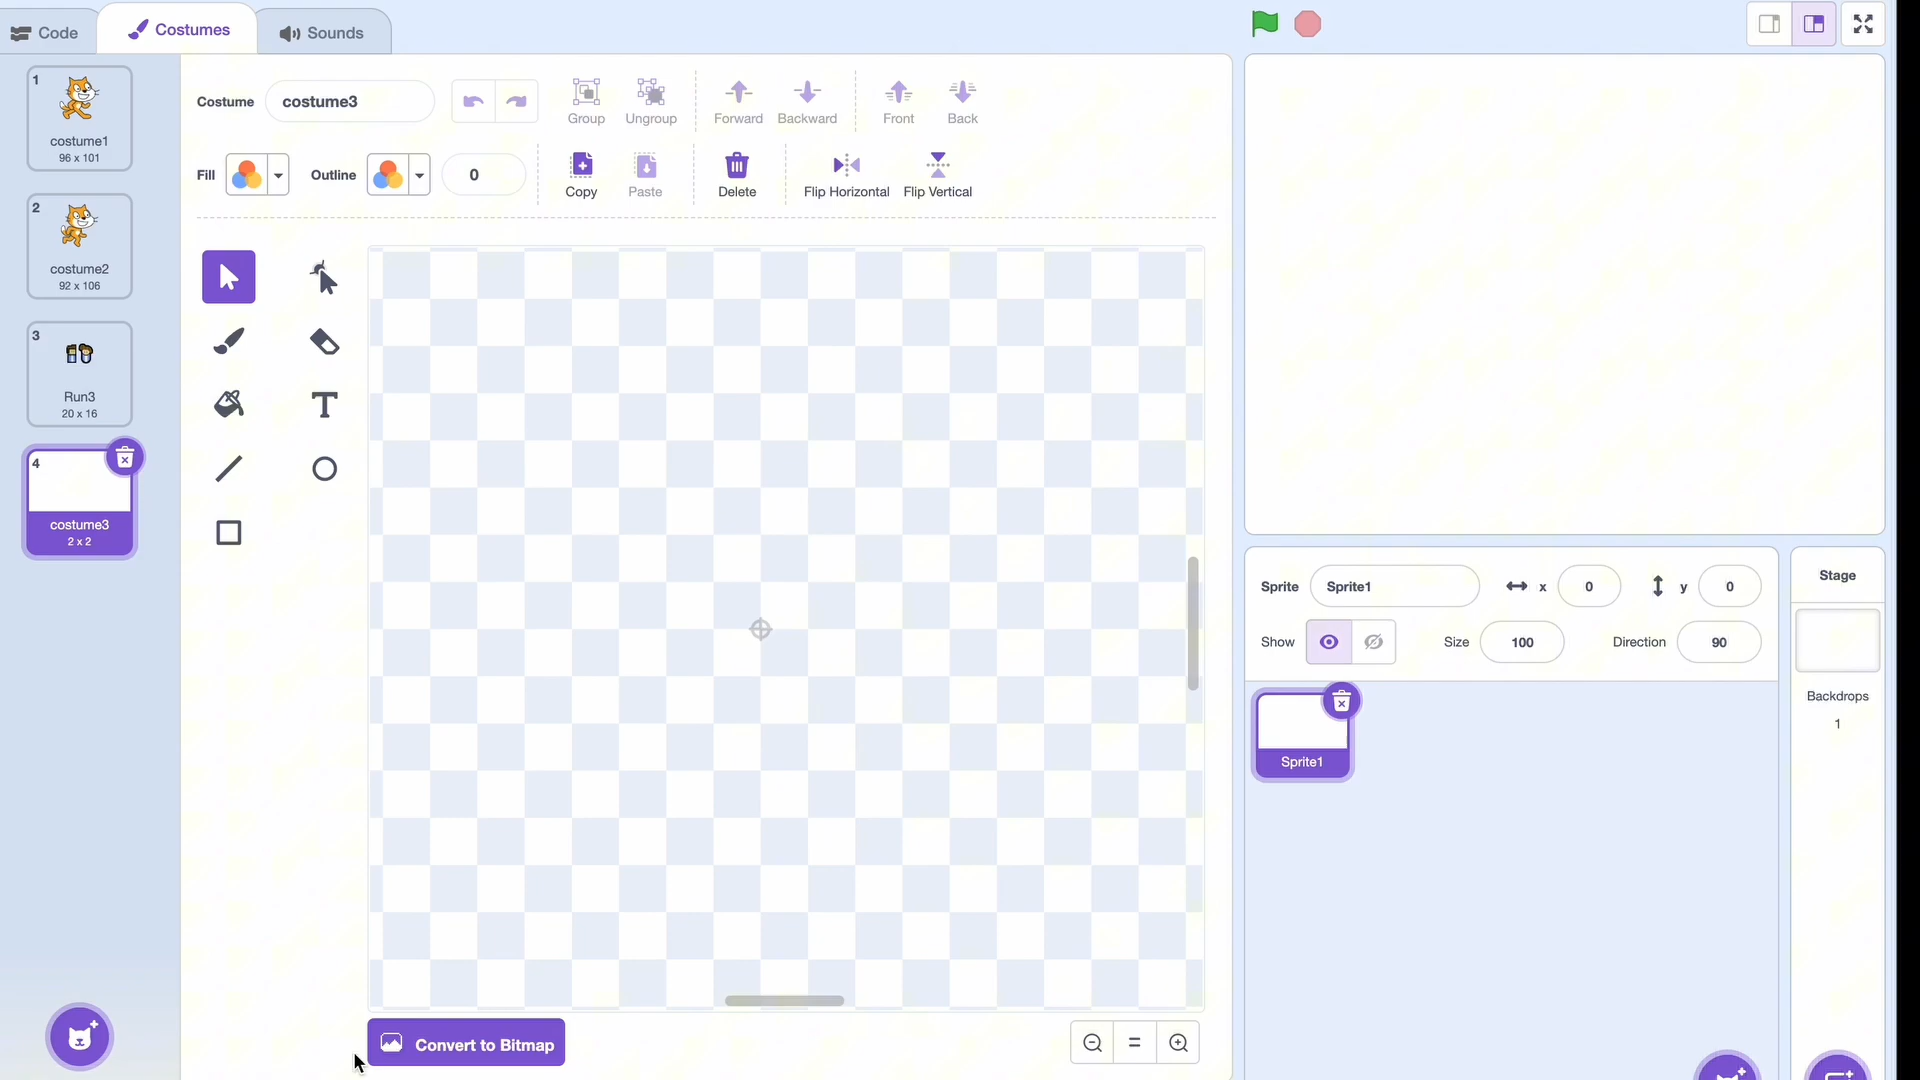 Code
Costumes
Sounds
1
costume1
96 x 101
2
costume2
92 x 106
3
Run3
20 x 16
4
costume3
2 x 2
Costume
costume3
Group
Ungroup
Forward
Backward
Front
Back
Fill
Outline
0
Copy
Paste
Delete
Flip Horizontal
Flip Vertical
T
Convert to Bitmap
Sprite
Sprite1
x
0
y
0
Show
Size
100
Direction
90
Sprite1
Stage
Backdrops
1